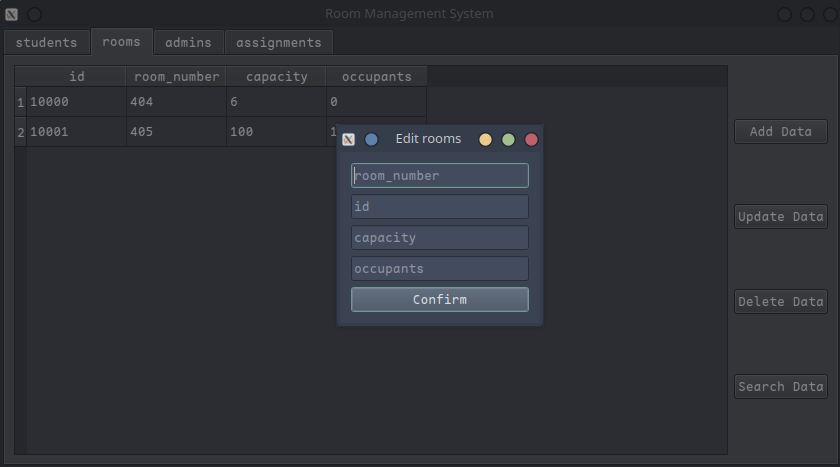 Room Management System
students rooms admins assignments
id room_number capacity occupants
1 10000 404 6 0
2 10001 405 100 1
Edit rooms
room_number
id
capacity
occupants
Confirm
Add Data
Update Data
Delete Data
Search Data